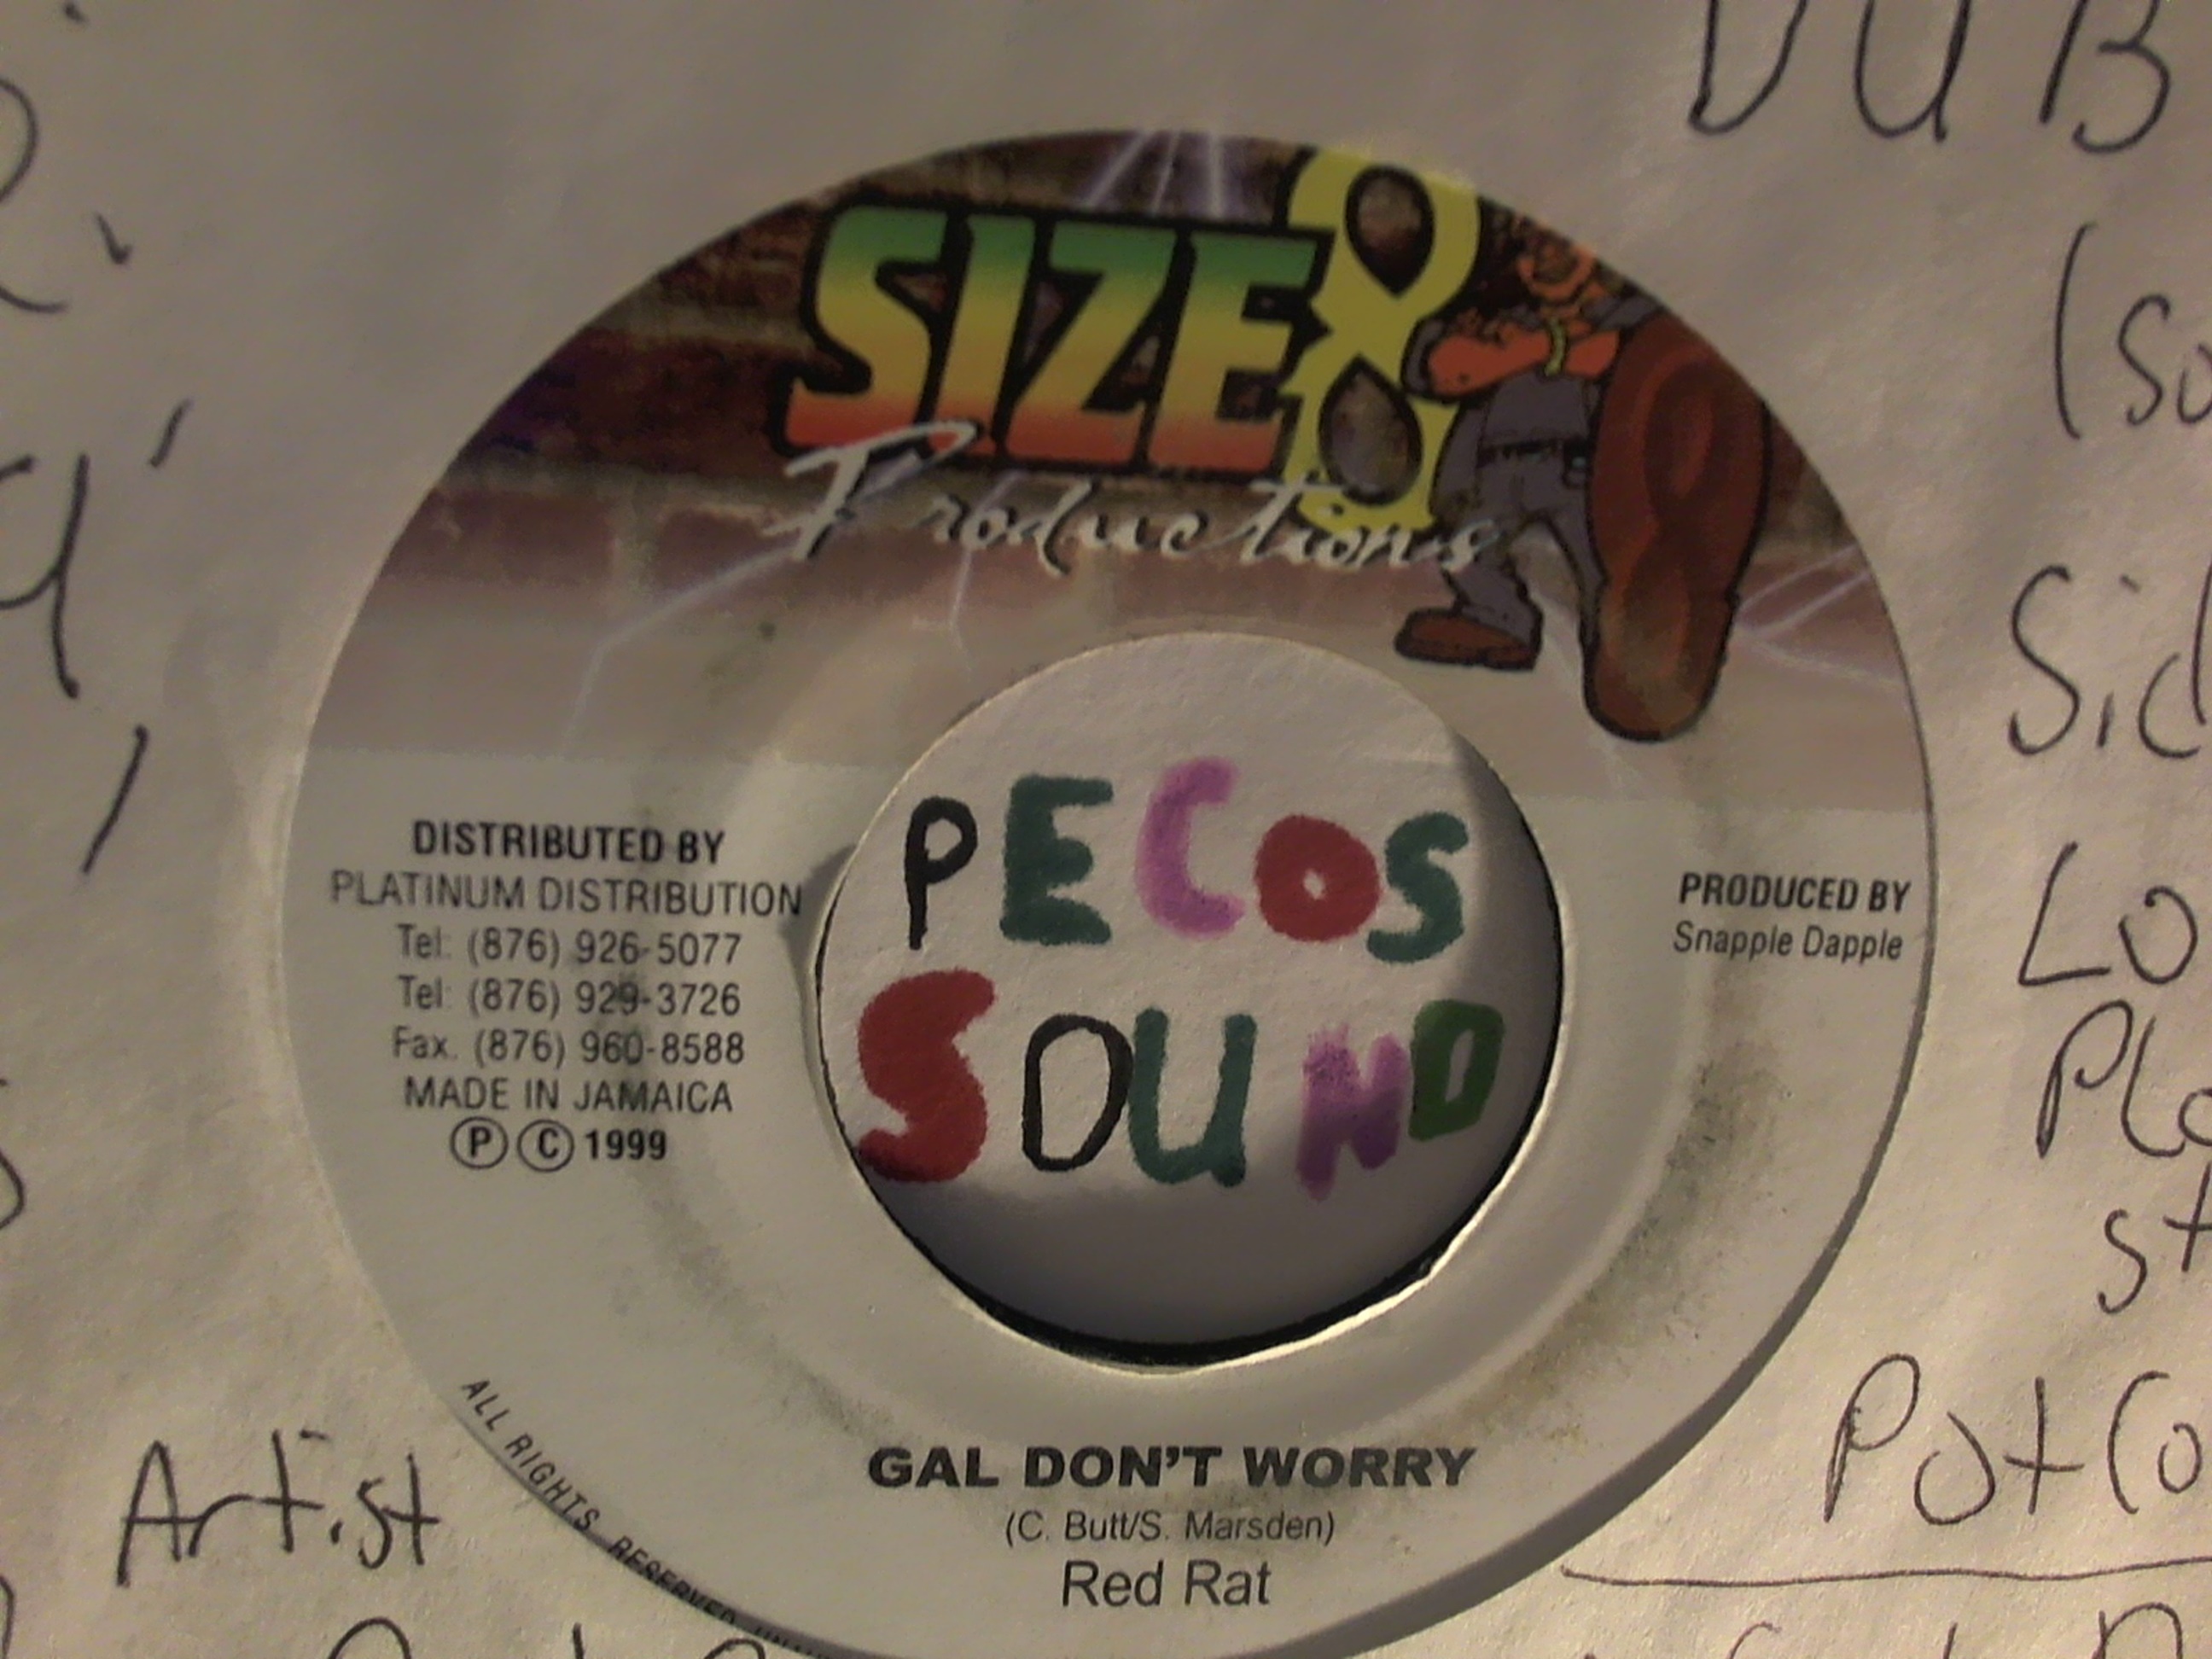 DUB
SIZE 8
Productions
DISTRIBUTED BY
PLATINUM DISTRIBUTION
Tel: (876) 926-5077
Tel: (876) 929-3726
Fax. (876) 960-8588
MADE IN JAMAICA
Ⓟ Ⓒ 1999
PECOS
SOUND
PRODUCED BY
Snapple Dapple
ALL RIGHTS RESERVED
GAL DON'T WORRY
(C. Butt/S. Marsden)
Red Rat
Artist